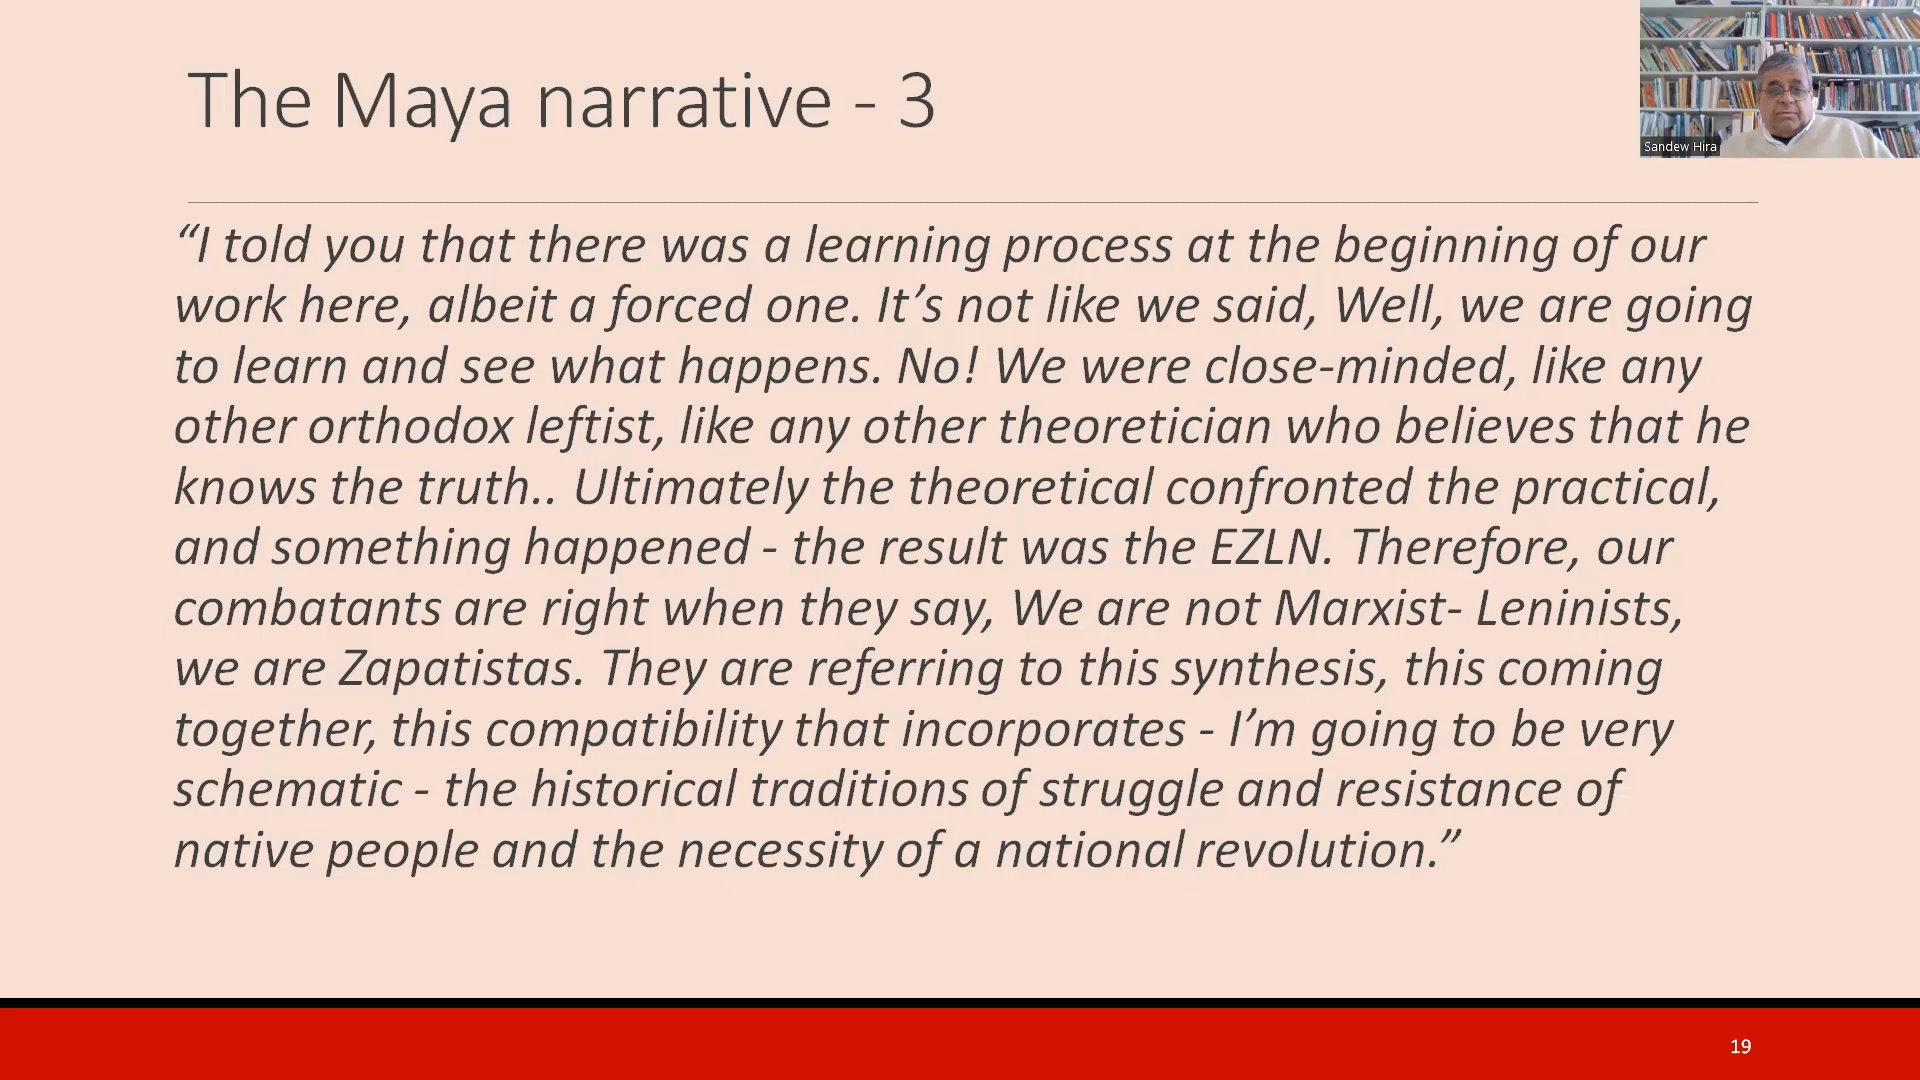 The Maya narrative - 3
Sandew Hira
“I told you that there was a learning process at the beginning of our
work here, albeit a forced one. It’s not like we said, Well, we are going
to learn and see what happens. No! We were close-minded, like any
other orthodox leftist, like any other theoretician who believes that he
knows the truth.. Ultimately the theoretical confronted the practical,
and something happened - the result was the EZLN. Therefore, our
combatants are right when they say, We are not Marxist- Leninists,
we are Zapatistas. They are referring to this synthesis, this coming
together, this compatibility that incorporates - I’m going to be very
schematic - the historical traditions of struggle and resistance of
native people and the necessity of a national revolution.”
19